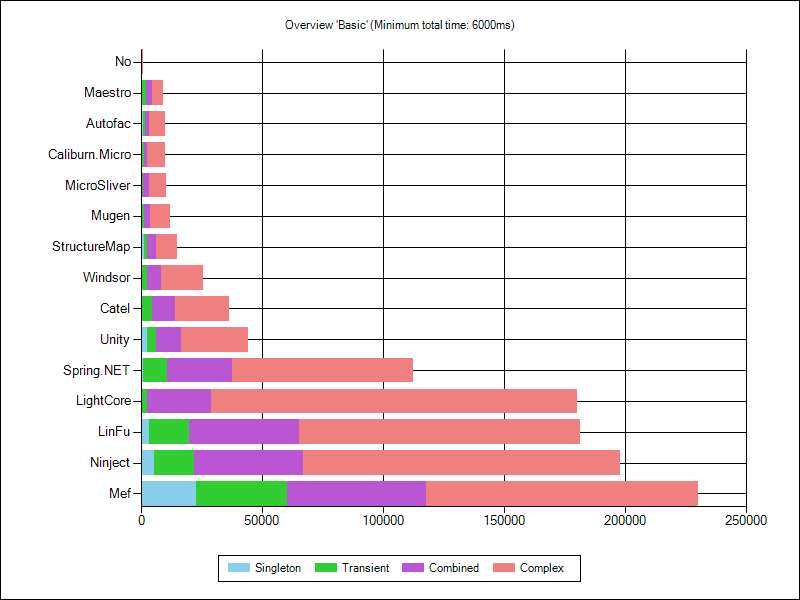 Overview 'Basic' (Minimum total time: 6000ms)
No
Maestro
Autofac
Caliburn.Micro
MicroSliver
Mugen
StructureMap
Windsor
Catel
Unity
Spring.NET
LightCore
LinFu
Ninject
Mef
0 50000 100000 150000 200000 250000
Singleton Transient Combined Complex